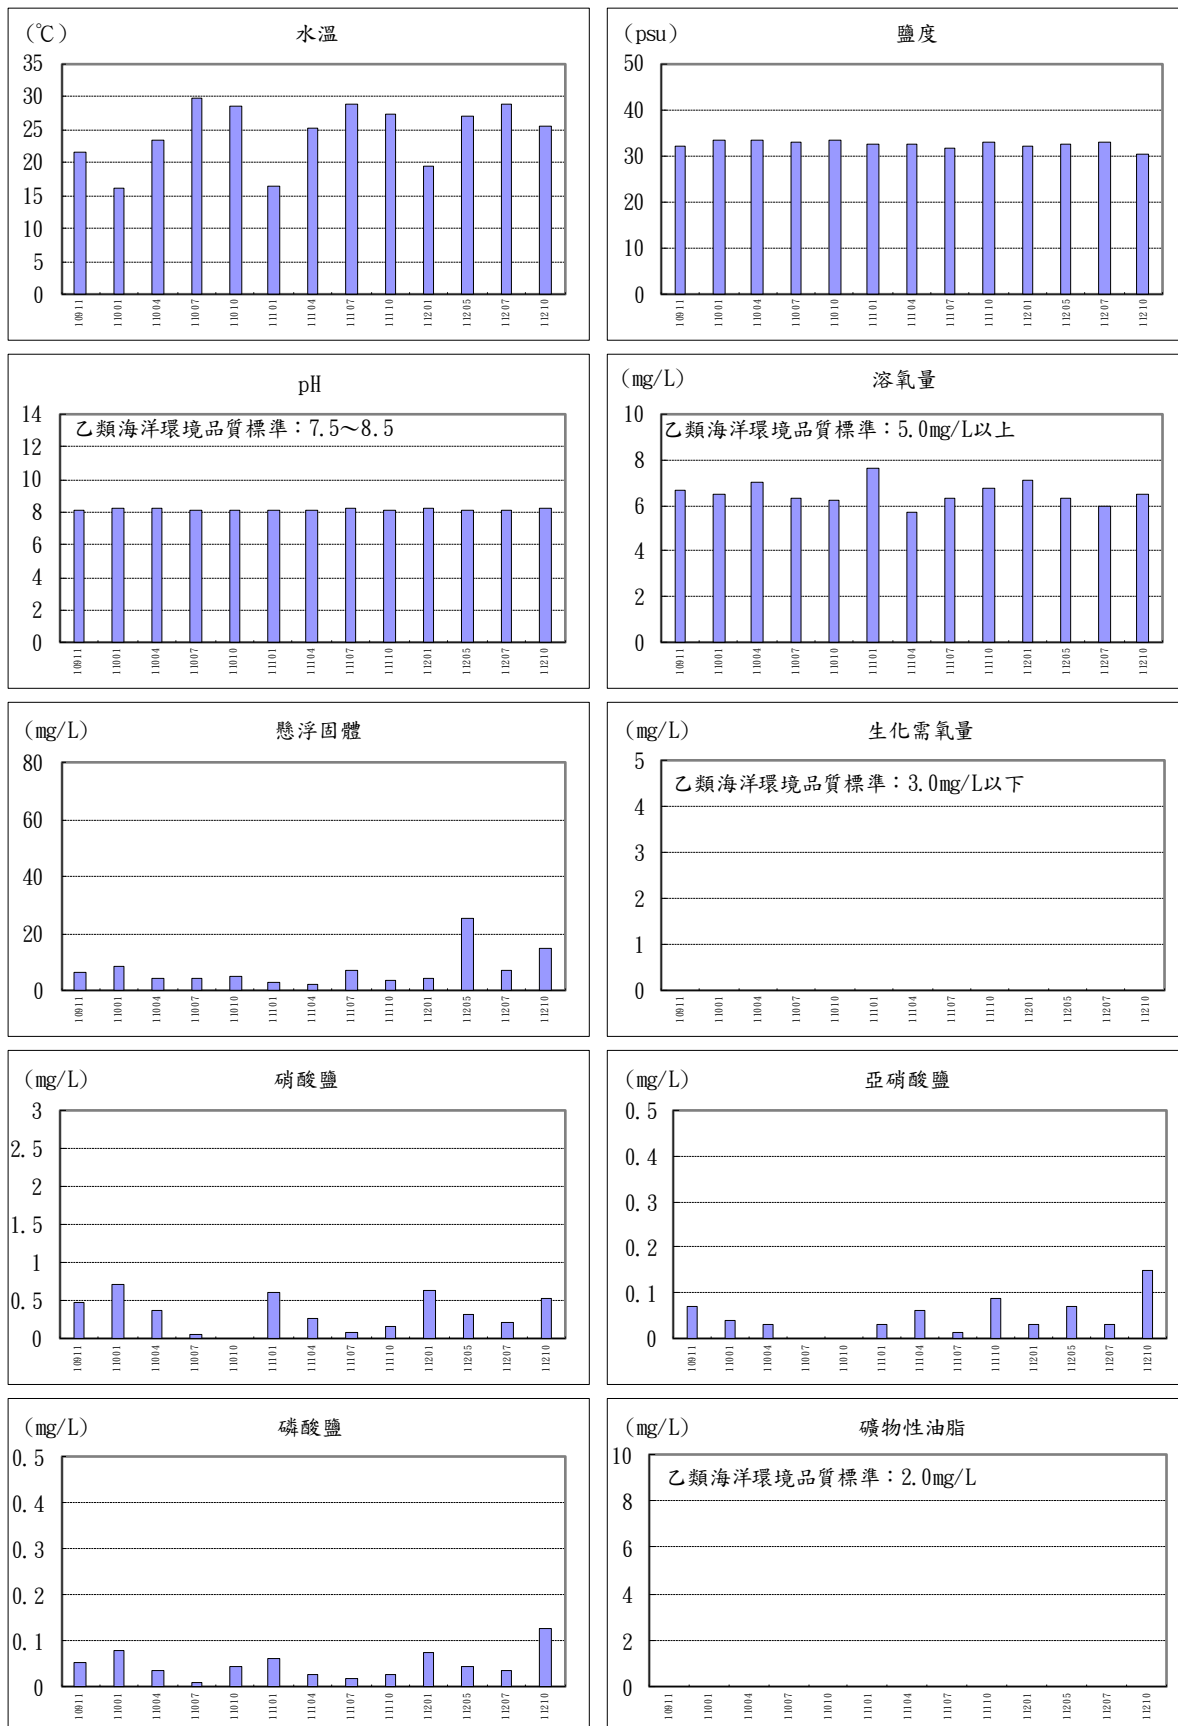 (℃) 水溫
35
30
25
20
15
10
5
0
10911 11001 11004 11007 11010 11101 11104 11107 11110 11201 11205 11207 11210
(psu) 鹽度
50
40
30
20
10
0
10911 11001 11004 11007 11010 11101 11104 11107 11110 11201 11205 11207 11210
pH
乙類海洋環境品質標準：7.5～8.5
14
12
10
8
6
4
2
0
10911 11001 11004 11007 11010 11101 11104 11107 11110 11201 11205 11207 11210
(mg/L) 溶氧量
乙類海洋環境品質標準：5.0mg/L以上
10
8
6
4
2
0
10911 11001 11004 11007 11010 11101 11104 11107 11110 11201 11205 11207 11210
(mg/L) 懸浮固體
80
60
40
20
0
10911 11001 11004 11007 11010 11101 11104 11107 11110 11201 11205 11207 11210
(mg/L) 生化需氧量
乙類海洋環境品質標準：3.0mg/L以下
5
4
3
2
1
0
10911 11001 11004 11007 11010 11101 11104 11107 11110 11201 11205 11207 11210
(mg/L) 硝酸鹽
3
2.5
2
1.5
1
0.5
0
10911 11001 11004 11007 11010 11101 11104 11107 11110 11201 11205 11207 11210
(mg/L) 亞硝酸鹽
0.5
0.4
0.3
0.2
0.1
0
10911 11001 11004 11007 11010 11101 11104 11107 11110 11201 11205 11207 11210
(mg/L) 磷酸鹽
0.5
0.4
0.3
0.2
0.1
0
10911 11001 11004 11007 11010 11101 11104 11107 11110 11201 11205 11207 11210
(mg/L) 礦物性油脂
乙類海洋環境品質標準：2.0mg/L
10
8
6
4
2
0
10911 11001 11004 11007 11010 11101 11104 11107 11110 11201 11205 11207 11210